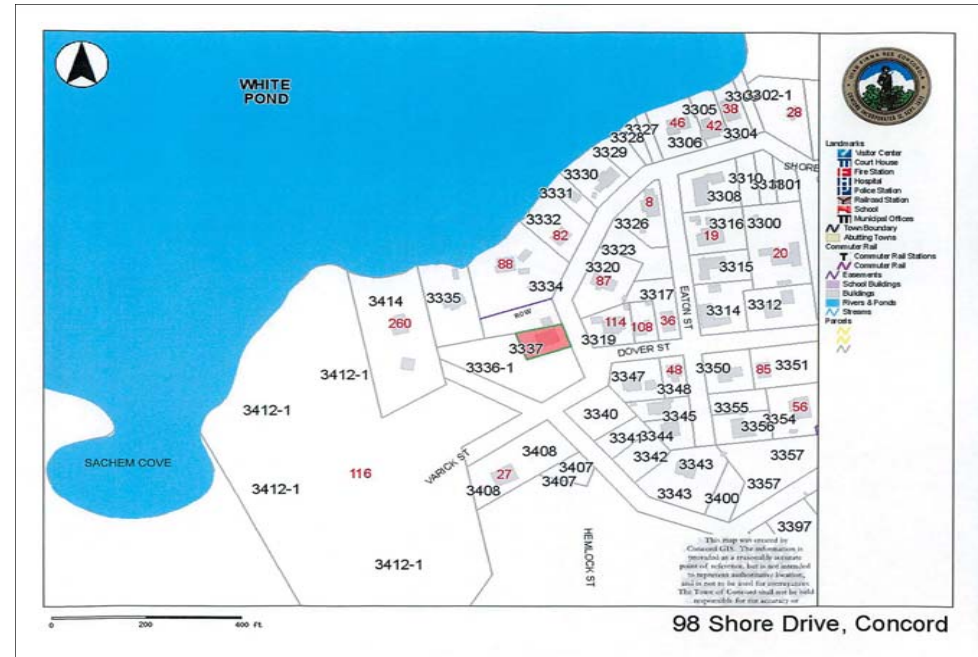 WHITE
POND
3305
3302-1
38
28
46
42
3304
3327
3328
3306
3329
3330
3331
3332
82
88
3334
SHORE
3310
3301
3308
8
3326
3316
3300
19
3323
20
3320
87
3315
3317
EATON ST
3414
3335
260
ROW
3314
3312
114
108
36
3337
3319
DOVER ST
3336-1
3412-1
3347
48
3350
85
3351
3348
3412-1
3340
3345
3355
56
3354
3356
3341
3344
SACHEM COVE
VARICK ST
3408
3342
3357
116
27
3407
3343
3407
3408
3412-1
3343
3357
3400
3397
HEMLOCK ST
3412-1
Landmarks
Visitor Center
Court House
Fire Station
Hospital
Police Station
Railroad Station
School
Municipal Offices
Town Boundary
Abutting Towns
Commuter Rail
Commuter Rail Stations
Commuter Rail
Easements
School Buildings
Buildings
Rivers & Ponds
Streams
Parcels
This map was created by
Concord GIS. The information is
provided as a reasonably accurate
point of reference, but is not intended
to represent authoritative location,
and is not to be used for conveyances
The Town of Concord shall not be held
responsible for the accuracy or
0 200 400 ft.
98 Shore Drive, Concord